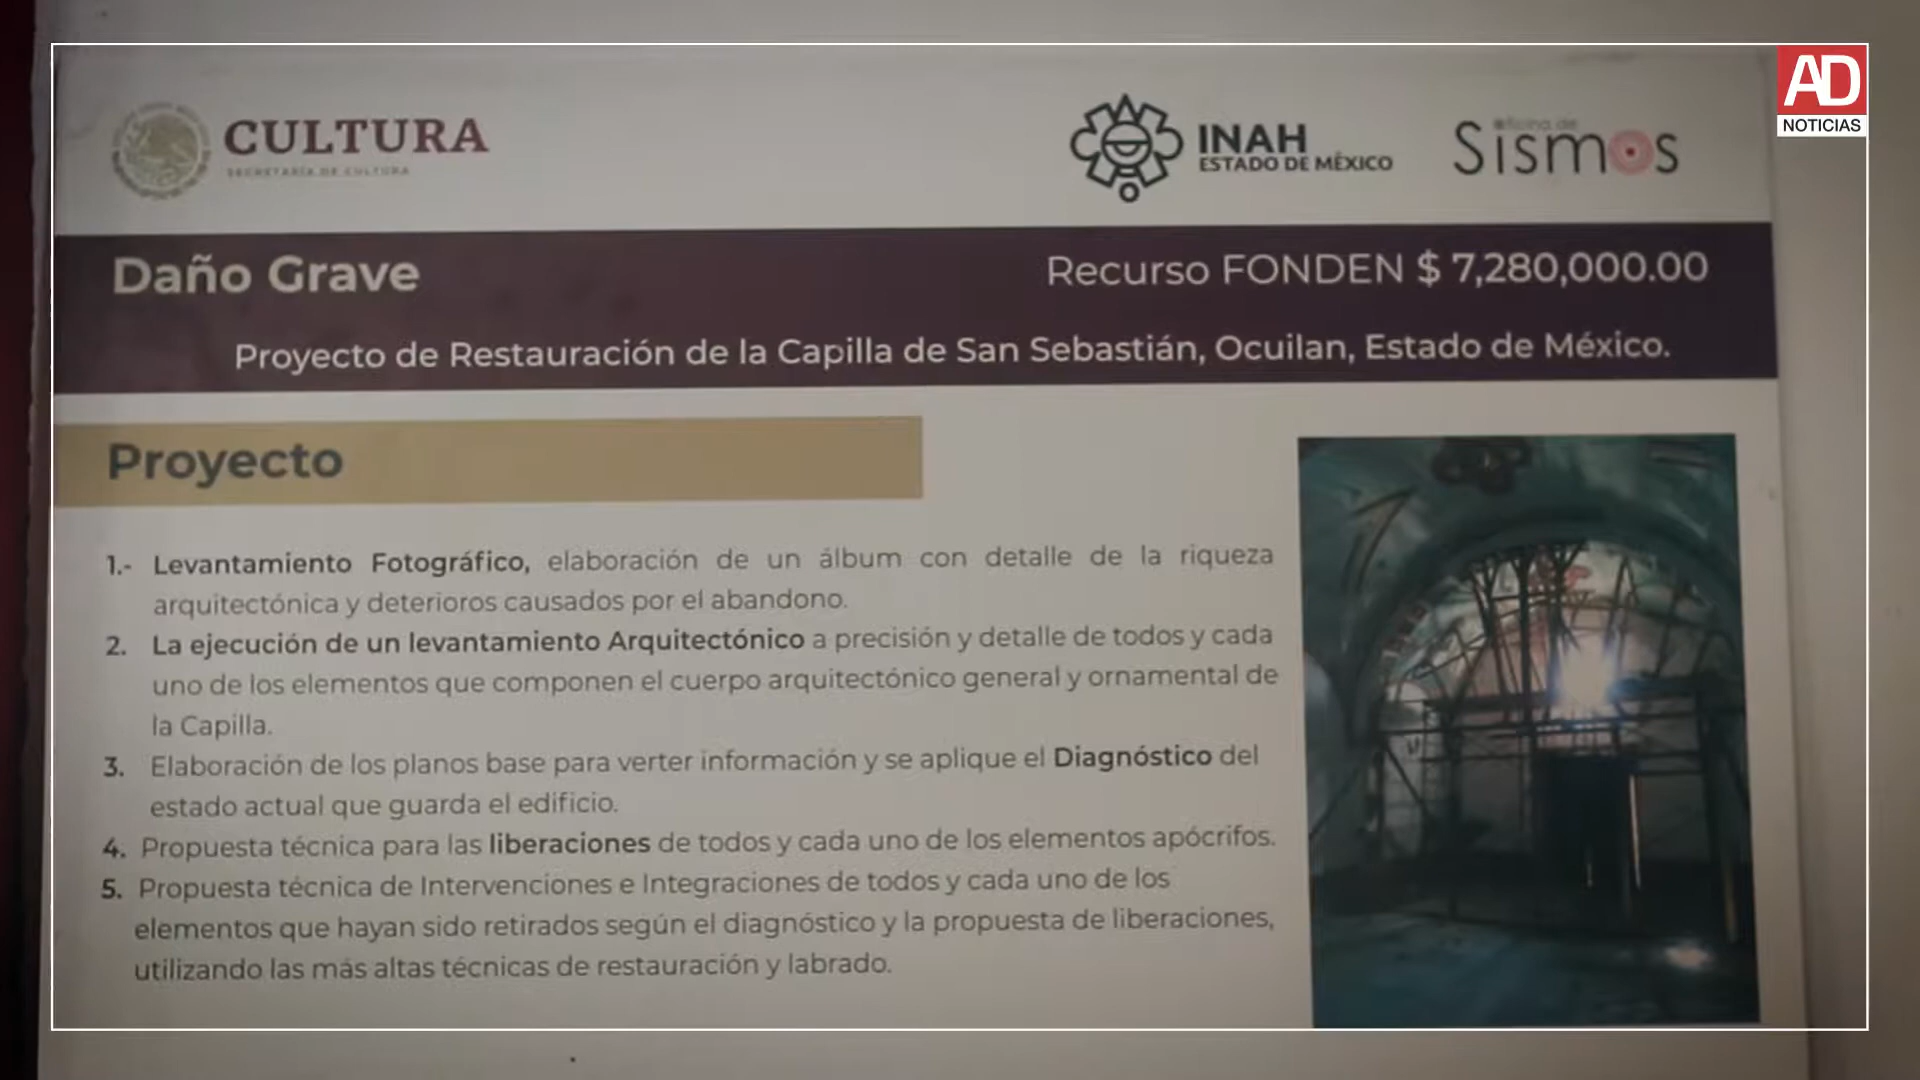 AD
NOTICIAS
CULTURA
SECRETARÍA DE CULTURA
INAH
ESTADO DE MÉXICO
oficina de
Sismos
Daño Grave
Recurso FONDEN $ 7,280,000.00
Proyecto de Restauración de la Capilla de San Sebastián, Ocuilan, Estado de México.
Proyecto
1.- Levantamiento Fotográfico, elaboración de un álbum con detalle de la riqueza
arquitectónica y deterioros causados por el abandono.
2. La ejecución de un levantamiento Arquitectónico a precisión y detalle de todos y cada
uno de los elementos que componen el cuerpo arquitectónico general y ornamental de
la Capilla.
3. Elaboración de los planos base para verter información y se aplique el Diagnóstico del
estado actual que guarda el edificio.
4. Propuesta técnica para las liberaciones de todos y cada uno de los elementos apócrifos.
5. Propuesta técnica de Intervenciones e Integraciones de todos y cada uno de los
elementos que hayan sido retirados según el diagnóstico y la propuesta de liberaciones,
utilizando las más altas técnicas de restauración y labrado.